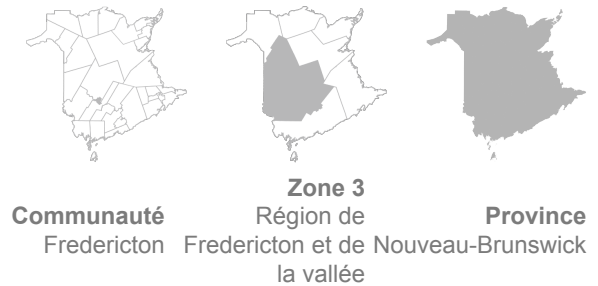 Communauté
Fredericton
Zone 3
Région de
Fredericton et de
la vallée
Province
Nouveau-Brunswick